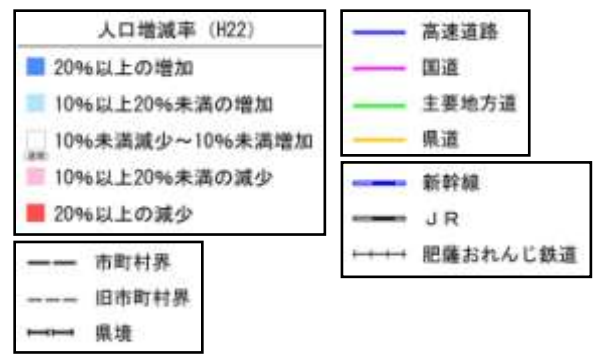 人口増減率 (H22)
20%以上の増加
10%以上20%未満の増加
10%未満減少～10%未満増加
10%以上20%未満の減少
20%以上の減少
市町村界
旧市町村界
県境
高速道路
国道
主要地方道
県道
新幹線
JR
肥薩おれんじ鉄道